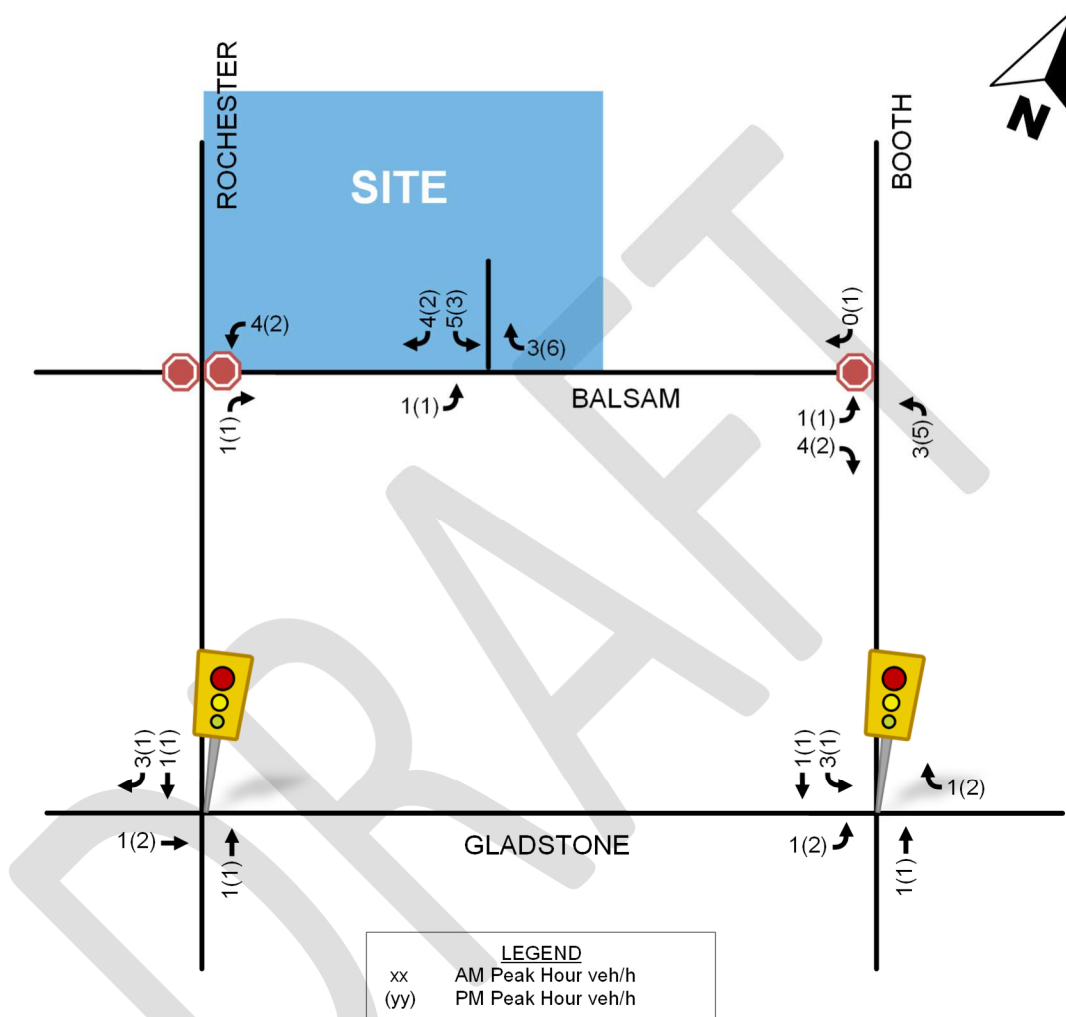 ROCHESTER
BOOTH
N
SITE
4(2)
4(2)
5(3)
3(6)
0(1)
1(1)
1(1)
BALSAM
1(1)
4(2)
3(5)
3(1)
1(1)
1(1)
3(1)
1(2)
1(2)
1(1)
GLADSTONE
1(2)
1(1)
DRAFT
LEGEND
xx AM Peak Hour veh/h
(yy) PM Peak Hour veh/h